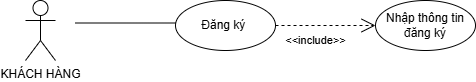 Đăng ký
Nhập thông tin
đăng ký
<<include>>
KHÁCH HÀNG